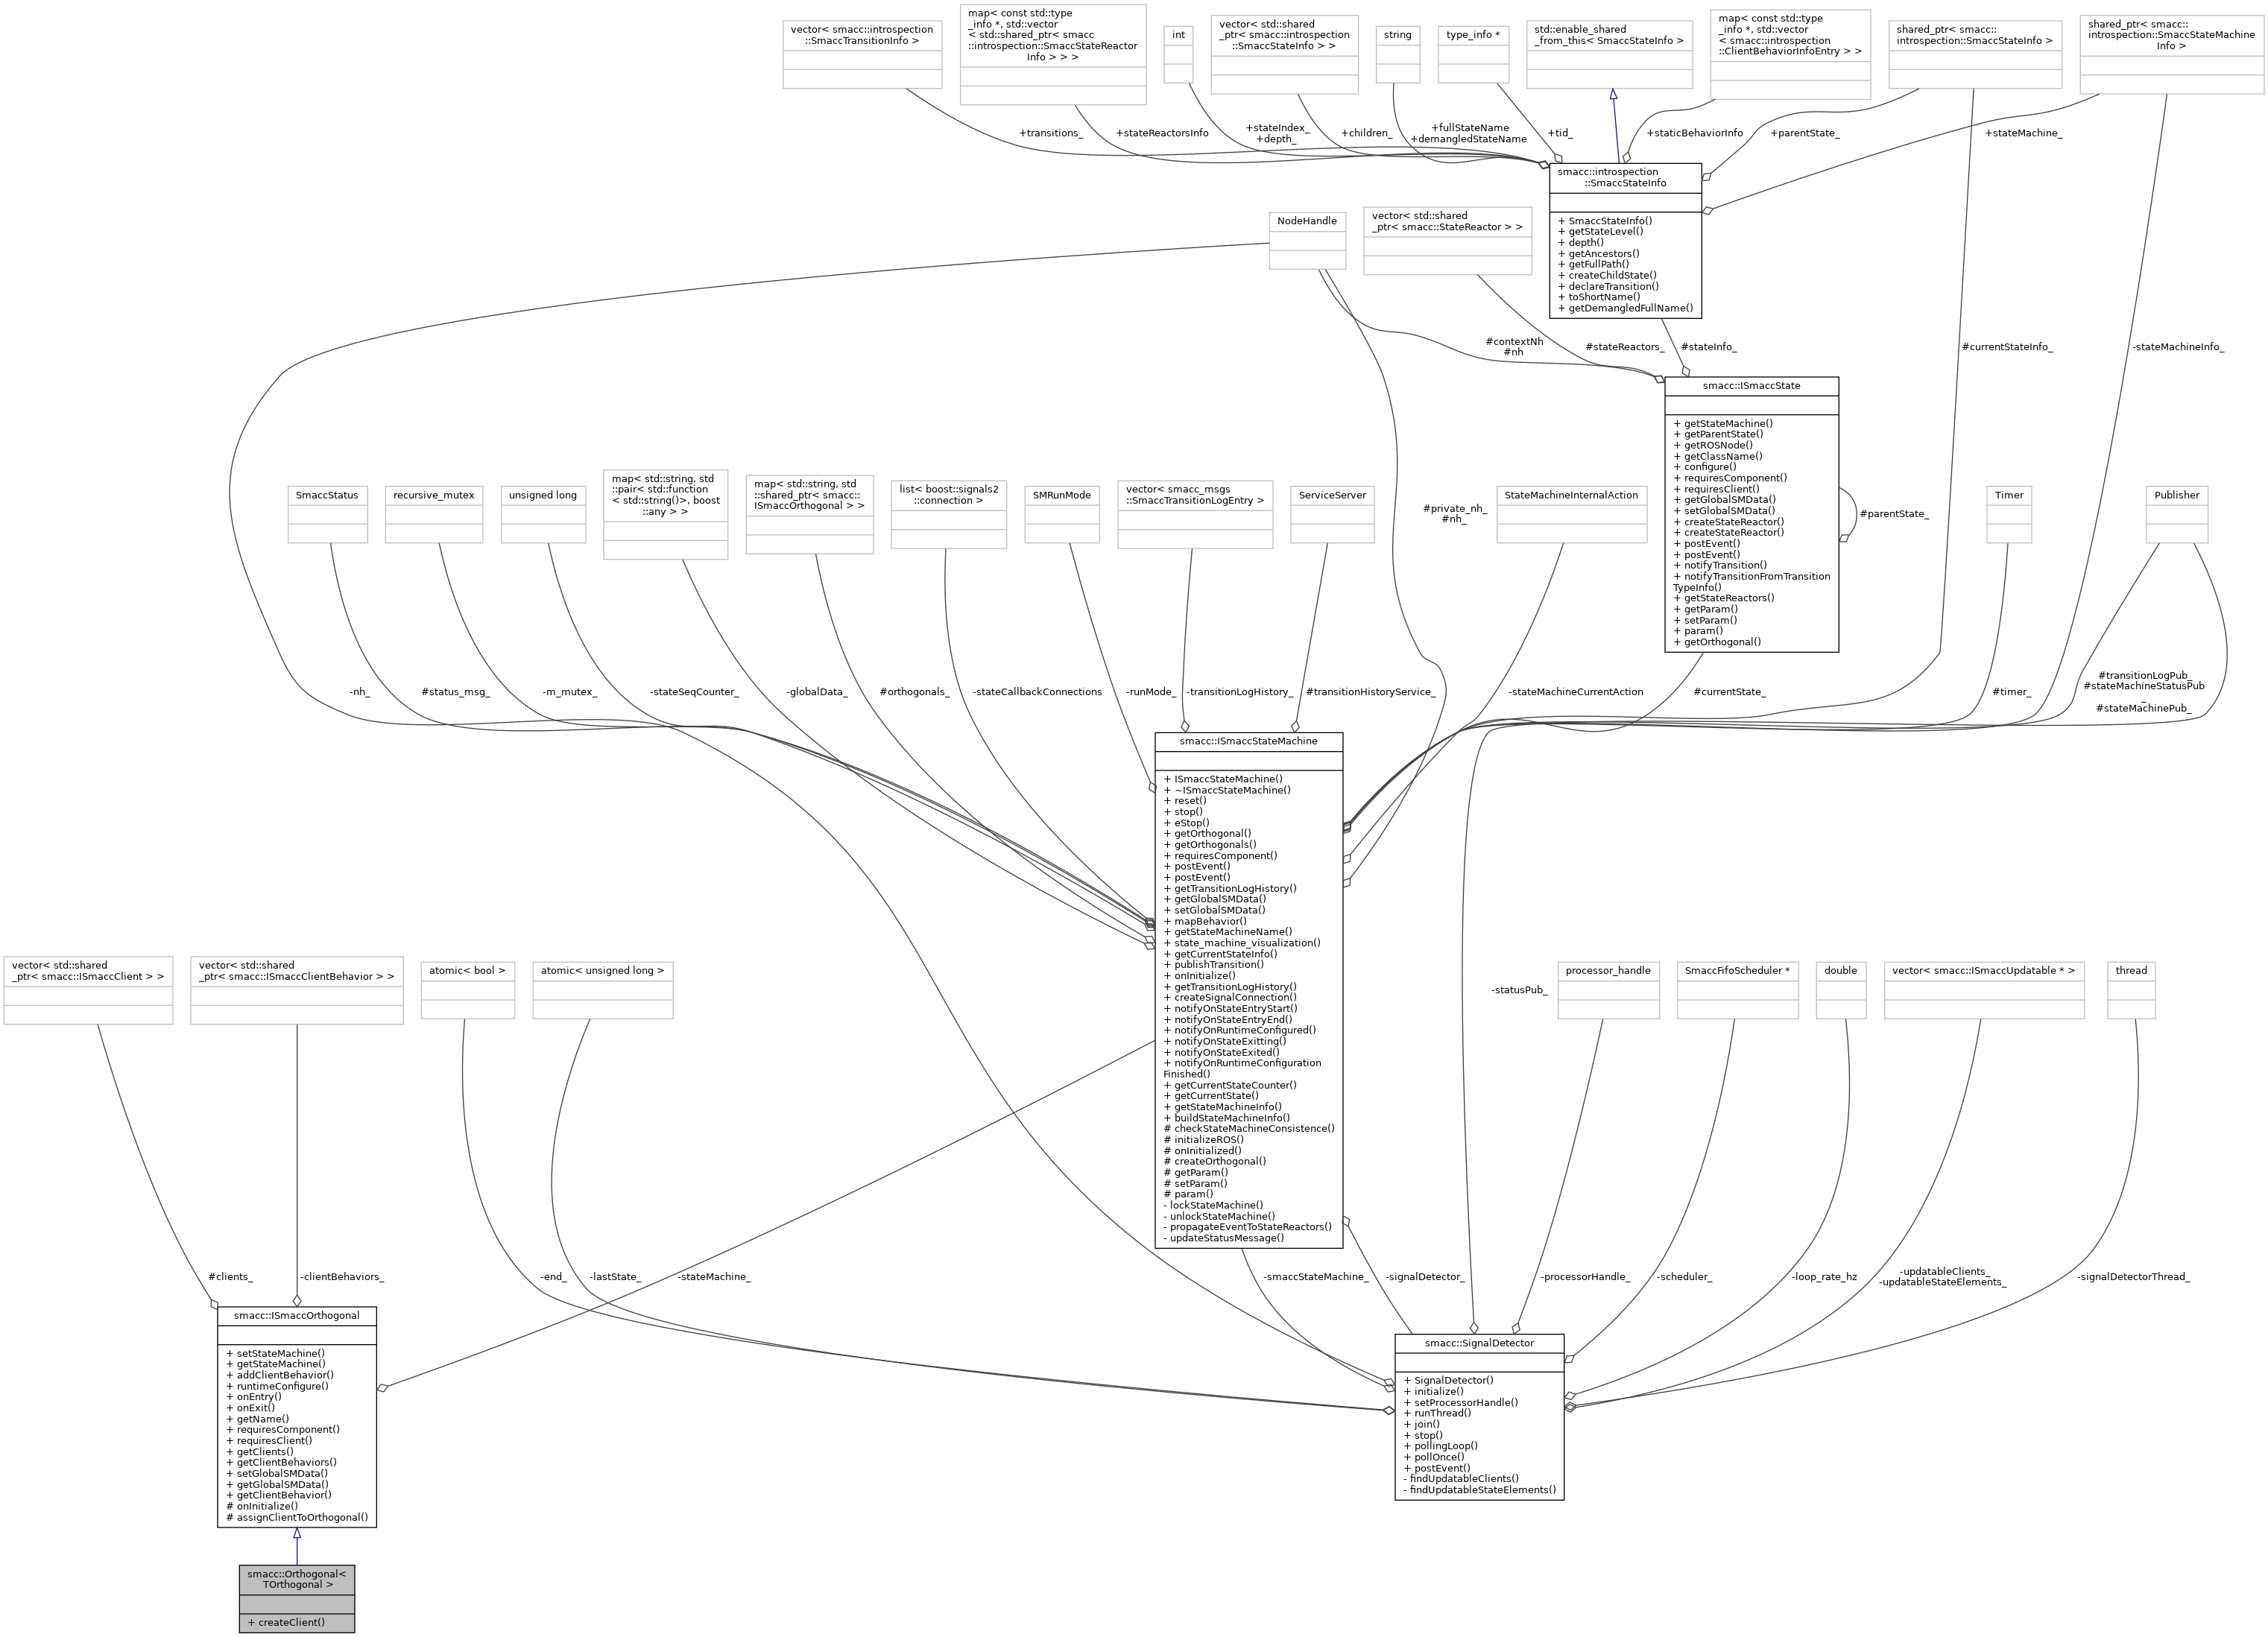 vector< smacc::introspection
::SmaccTransitionInfo >
map< const std::type
_info *, std::vector
< std::shared_ptr< smacc
::introspection::SmaccStateReactor
Info > > >
int
vector< std::shared
_ptr< smacc::introspection
::SmaccStateInfo > >
string
type_info *
std::enable_shared
_from_this< SmaccStateInfo >
map< const std::type
_info *, std::vector
< smacc::introspection
::ClientBehaviorInfoEntry > >
shared_ptr< smacc::
introspection::SmaccStateInfo >
shared_ptr< smacc::
introspection::SmaccStateMachine
Info >
+transitions_
+stateReactorsInfo
+stateIndex_
+depth_
+children_
+fullStateName
+demangledStateName
+tid_
+staticBehaviorInfo
+parentState_
+stateMachine_
smacc::introspection
::SmaccStateInfo
+ SmaccStateInfo()
+ getStateLevel()
+ depth()
+ getAncestors()
+ getFullPath()
+ createChildState()
+ declareTransition()
+ toShortName()
+ getDemangledFullName()
NodeHandle
vector< std::shared
_ptr< smacc::StateReactor > >
#contextNh
#nh
#stateReactors_
#stateInfo_
#currentStateInfo_
-stateMachineInfo_
smacc::ISmaccState
+ getStateMachine()
+ getParentState()
+ getROSNode()
+ getClassName()
+ configure()
+ requiresComponent()
+ requiresClient()
+ getGlobalSMData()
+ setGlobalSMData()
+ createStateReactor()
+ createStateReactor()
+ postEvent()
+ postEvent()
+ notifyTransition()
+ notifyTransitionFromTransition
TypeInfo()
+ getStateReactors()
+ getParam()
+ setParam()
+ param()
+ getOrthogonal()
#parentState_
SmaccStatus
recursive_mutex
unsigned long
map< std::string, std
::pair< std::function
< std::string()>, boost
::any > >
map< std::string, std
::shared_ptr< smacc::
ISmaccOrthogonal > >
list< boost::signals2
::connection >
SMRunMode
vector< smacc_msgs
::SmaccTransitionLogEntry >
ServiceServer
#private_nh_
#nh_
StateMachineInternalAction
Timer
Publisher
-nh_
#status_msg_
-m_mutex_
-stateSeqCounter_
-globalData_
#orthogonals_
-stateCallbackConnections
-runMode_
-transitionLogHistory_
#transitionHistoryService_
-stateMachineCurrentAction
#currentState_
#timer_
#transitionLogPub_
#stateMachineStatusPub
_
#stateMachinePub_
smacc::ISmaccStateMachine
+ ISmaccStateMachine()
+ ~ISmaccStateMachine()
+ reset()
+ stop()
+ eStop()
+ getOrthogonal()
+ getOrthogonals()
+ requiresComponent()
+ postEvent()
+ postEvent()
+ getTransitionLogHistory()
+ getGlobalSMData()
+ setGlobalSMData()
+ mapBehavior()
+ getStateMachineName()
+ state_machine_visualization()
+ getCurrentStateInfo()
+ publishTransition()
+ onInitialize()
+ getTransitionLogHistory()
+ createSignalConnection()
+ notifyOnStateEntryStart()
+ notifyOnStateEntryEnd()
+ notifyOnRuntimeConfigured()
+ notifyOnStateExitting()
+ notifyOnStateExited()
+ notifyOnRuntimeConfiguration
Finished()
+ getCurrentStateCounter()
+ getCurrentState()
+ getStateMachineInfo()
+ buildStateMachineInfo()
# checkStateMachineConsistence()
# initializeROS()
# onInitialized()
# createOrthogonal()
# getParam()
# setParam()
# param()
- lockStateMachine()
- unlockStateMachine()
- propagateEventToStateReactors()
- updateStatusMessage()
vector< std::shared
_ptr< smacc::ISmaccClient > >
vector< std::shared
_ptr< smacc::ISmaccClientBehavior > >
atomic< bool >
atomic< unsigned long >
-statusPub_
processor_handle
SmaccFifoScheduler *
double
vector< smacc::ISmaccUpdatable * >
thread
#clients_
-clientBehaviors_
-end_
-lastState_
-stateMachine_
-smaccStateMachine_
-signalDetector_
-processorHandle_
-scheduler_
-loop_rate_hz
-updatableClients_
-updatableStateElements_
-signalDetectorThread_
smacc::ISmaccOrthogonal
+ setStateMachine()
+ getStateMachine()
+ addClientBehavior()
+ runtimeConfigure()
+ onEntry()
+ onExit()
+ getName()
+ requiresComponent()
+ requiresClient()
+ getClients()
+ getClientBehaviors()
+ setGlobalSMData()
+ getGlobalSMData()
+ getClientBehavior()
# onInitialize()
# assignClientToOrthogonal()
smacc::SignalDetector
+ SignalDetector()
+ initialize()
+ setProcessorHandle()
+ runThread()
+ join()
+ stop()
+ pollingLoop()
+ pollOnce()
+ postEvent()
- findUpdatableClients()
- findUpdatableStateElements()
smacc::Orthogonal<
TOrthogonal >
+ createClient()